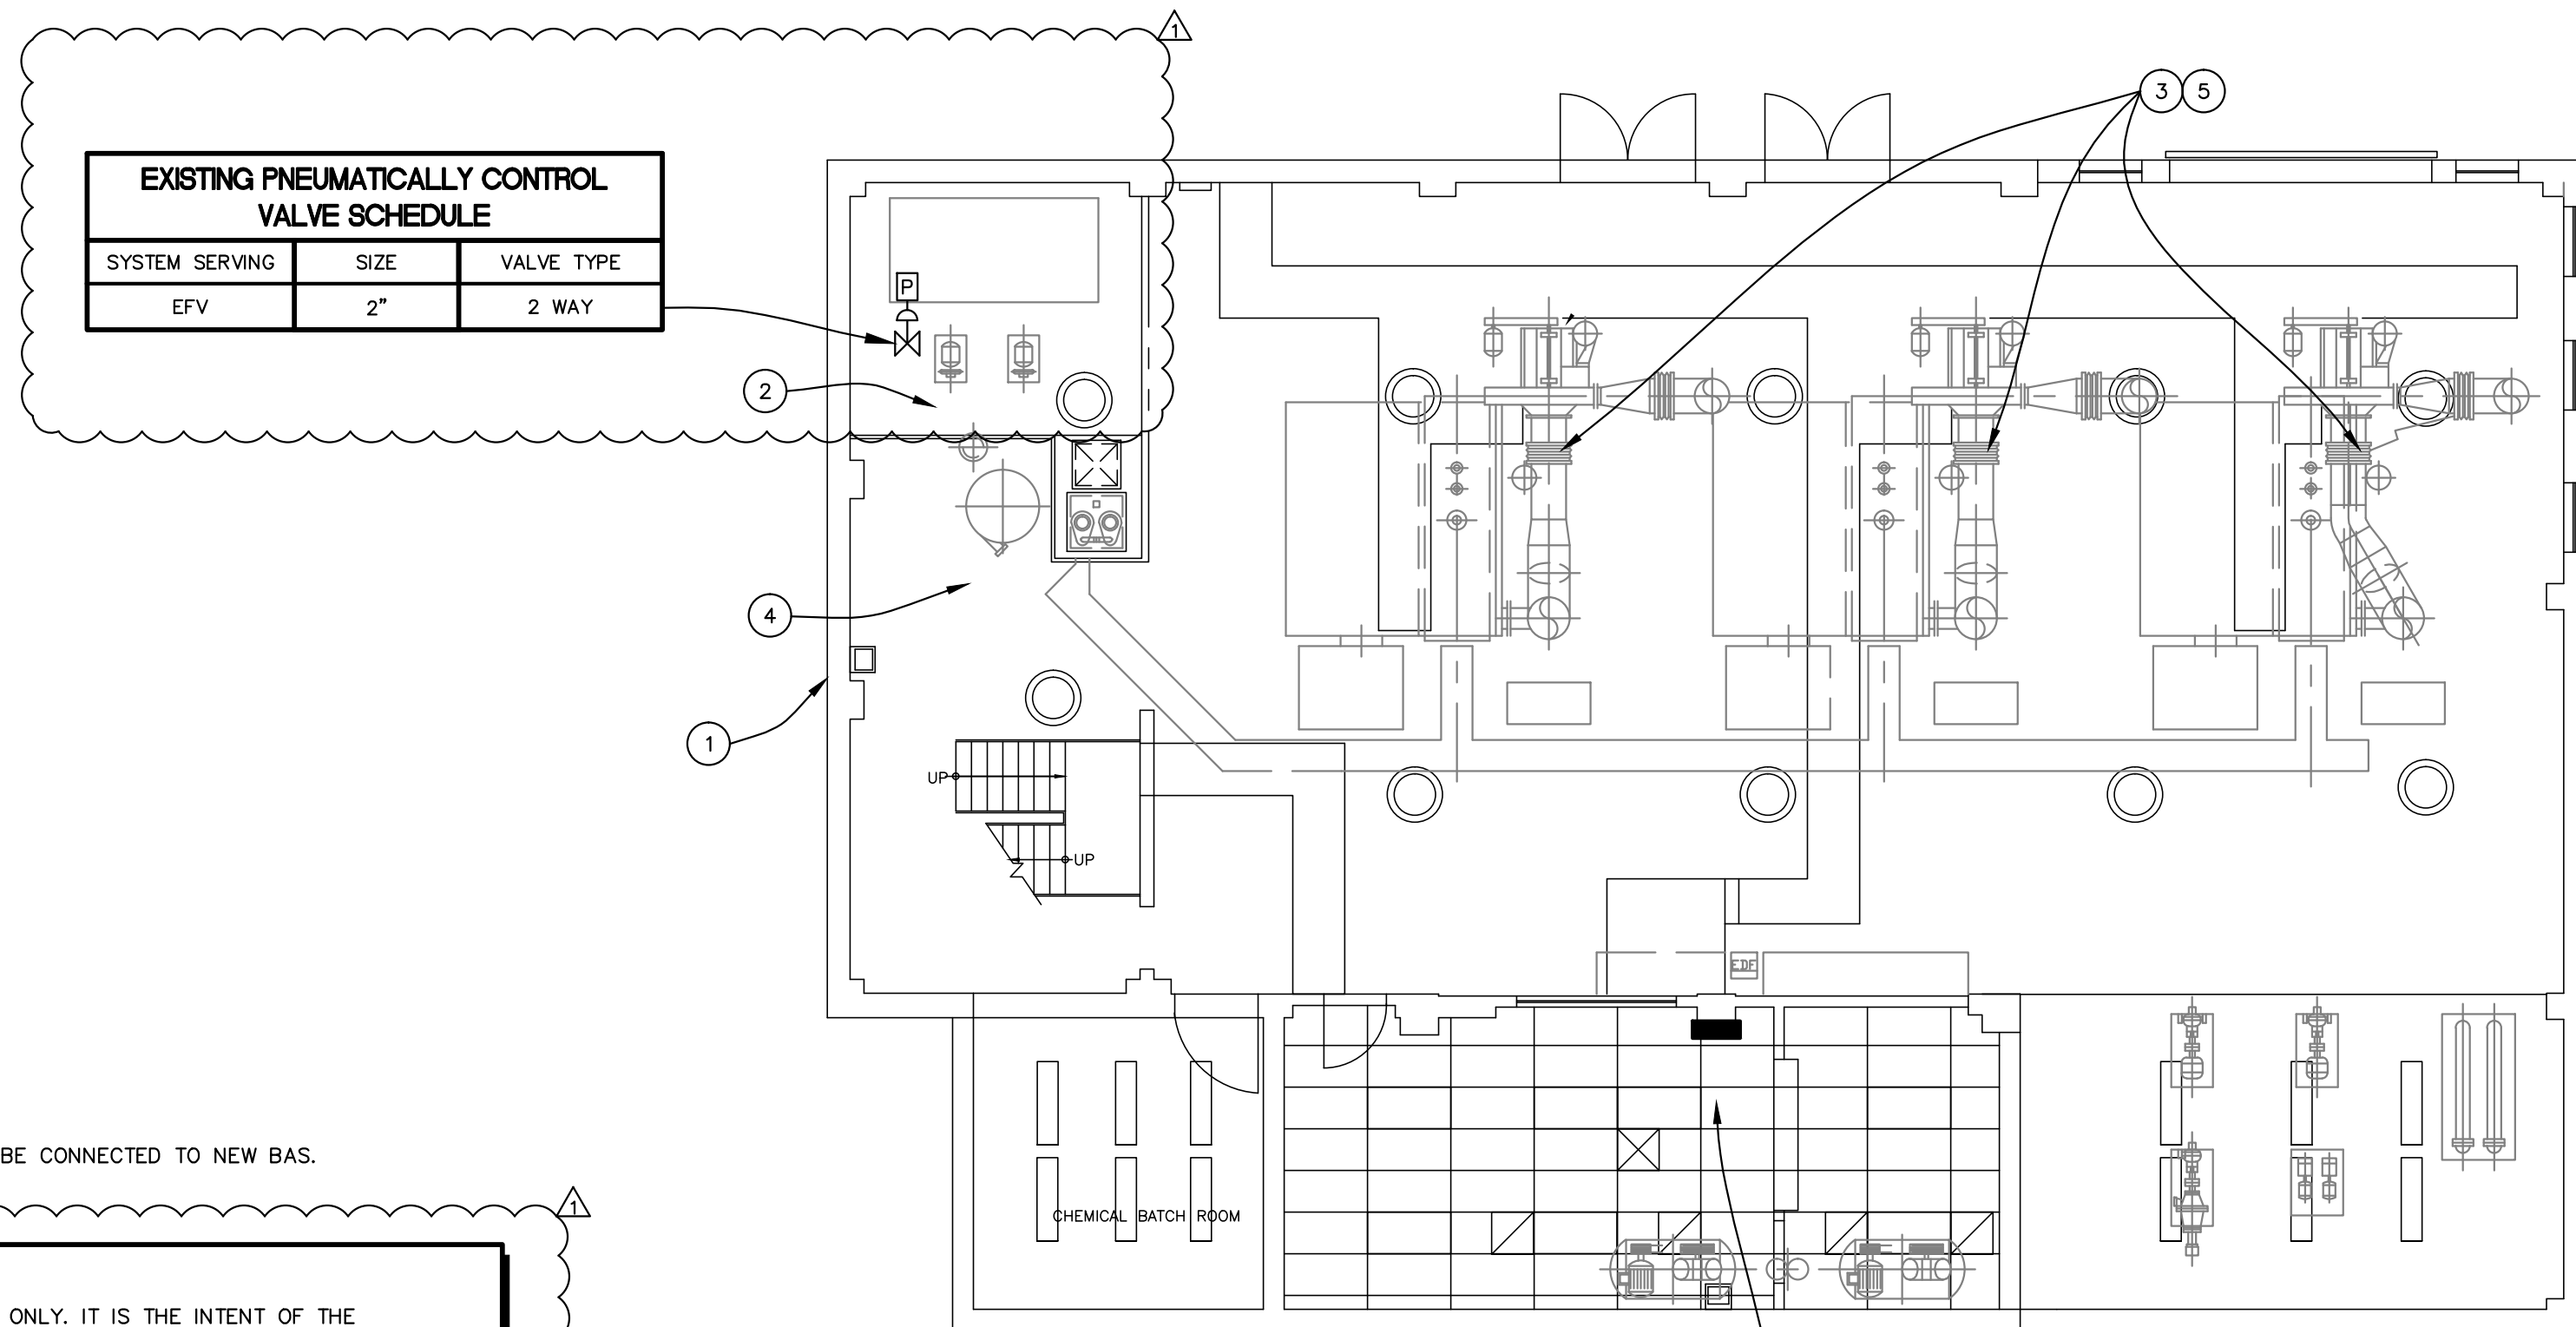 1
3 5
EXISTING PNEUMATICALLY CONTROL
VALVE SCHEDULE
SYSTEM SERVING SIZE VALVE TYPE
EFV 2" 2 WAY
P
2
4
1
UP
UP
EDF
BE CONNECTED TO NEW BAS.
1
CHEMICAL BATCH ROOM
ONLY. IT IS THE INTENT OF THE